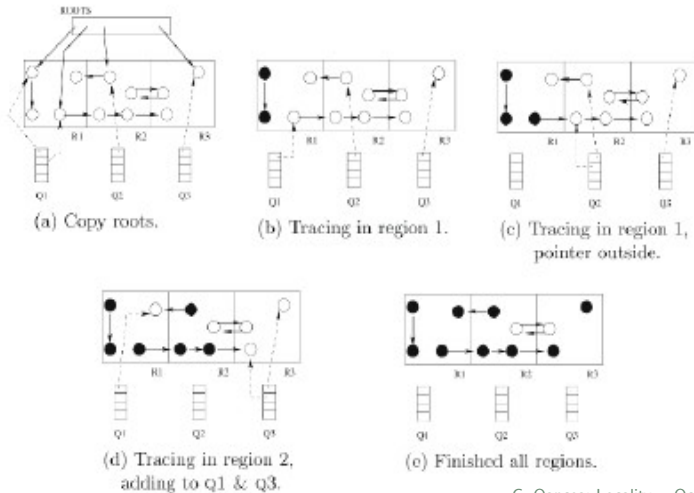 ROOTS
R1 R2 R3
Q1 Q2 Q3
(a) Copy roots.
R1 R2 R3
Q1 Q2 Q3
(b) Tracing in region 1.
R1 R2 R3
Q1 Q2 Q3
(c) Tracing in region 1,
pointer outside.
R1 R2 R3
Q1 Q2 Q3
(d) Tracing in region 2,
adding to Q1 & Q3.
R1 R2 R3
Q1 Q2 Q3
(e) Finished all regions.